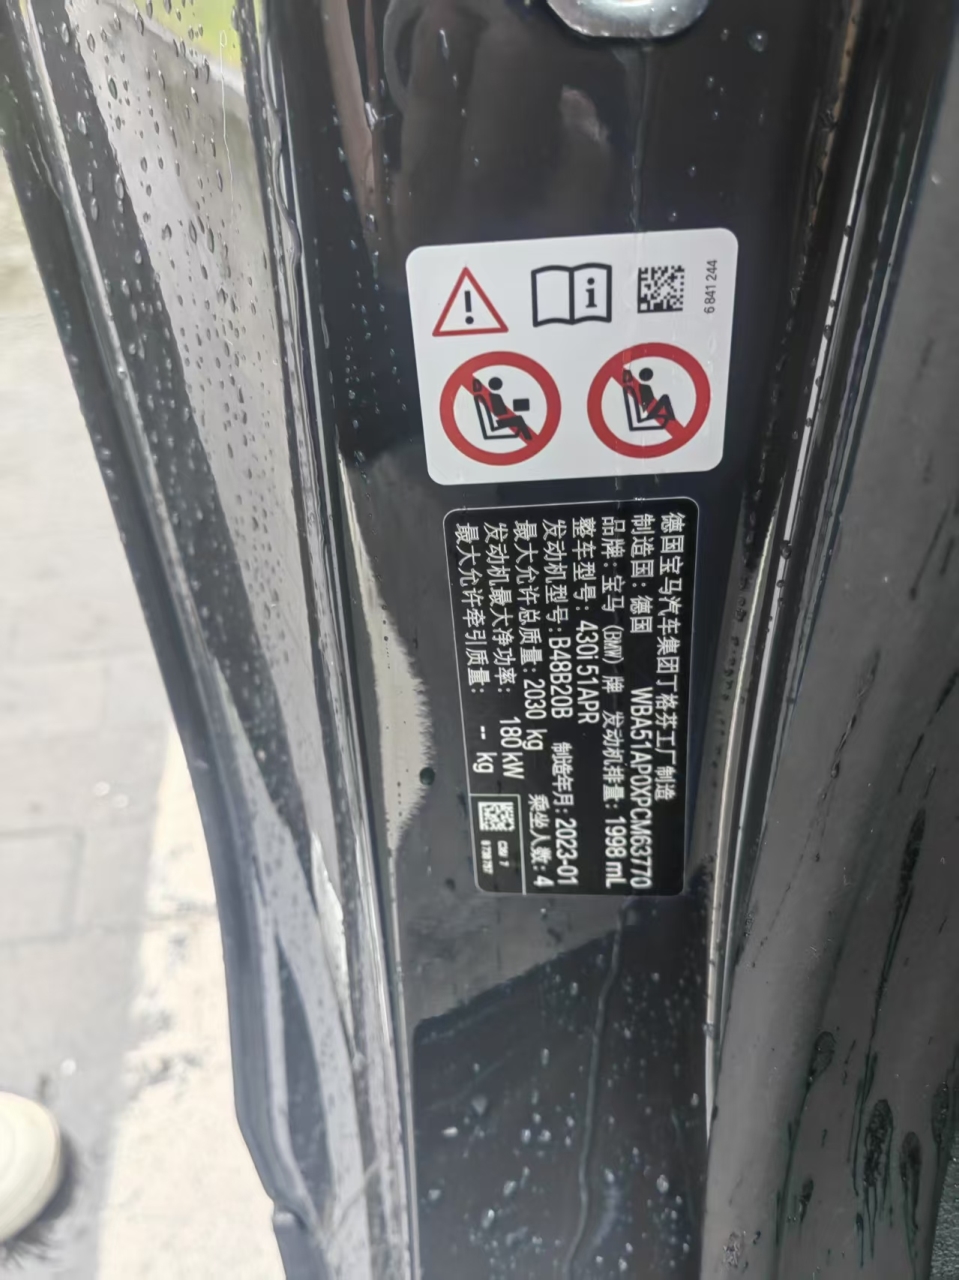 6 841 244
德国宝马汽车集团丁格芬工厂制造
制造国：德国 WBA51AP0XPCM63770
品牌：宝马（BMW）牌 发动机排量：1998 mL
整车型号：430i 51APR
发动机型号：B48B20B 制造年月：2023-01
最大允许总质量：2030 kg 乘坐人数：4
发动机最大净功率：180 kW
最大允许牵引质量：-- kg